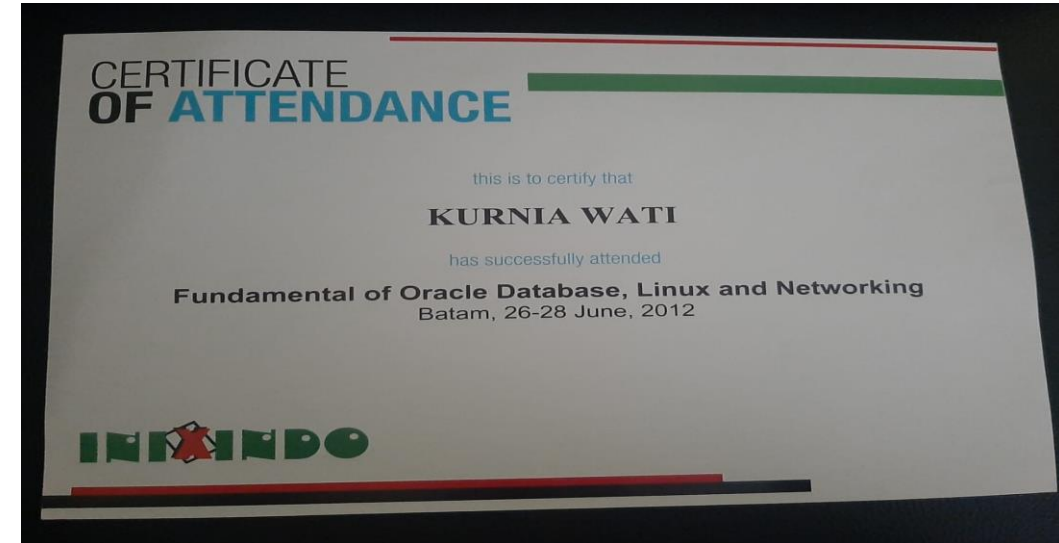 CERTIFICATE
OF ATTENDANCE
this is to certify that
KURNIA WATI
has successfully attended
Fundamental of Oracle Database, Linux and Networking
Batam, 26-28 June, 2012
INIXINDO